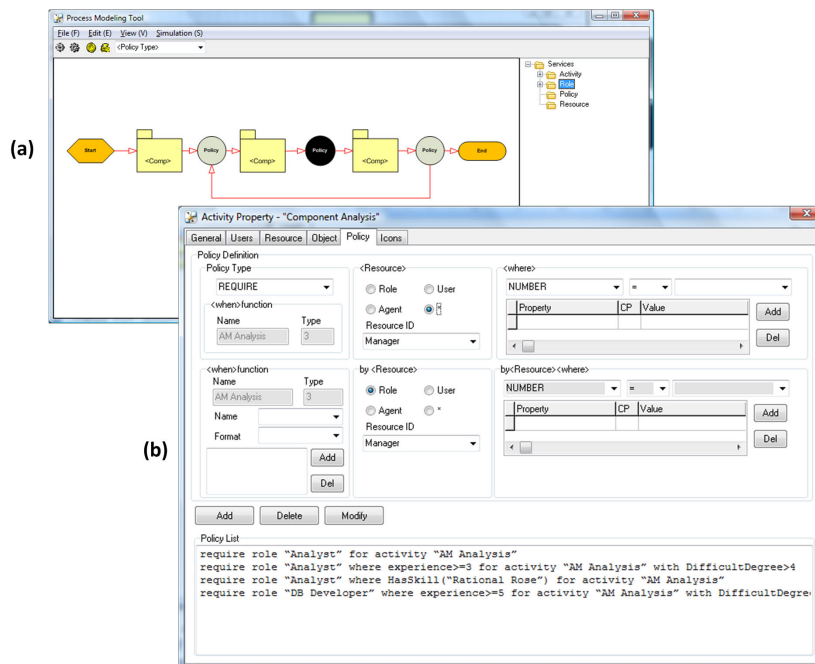 Process Modeling Tool
File (F) Edit (E) View (V) Simulation (S)
<Policy Type>
Services
Activity
Role
Policy
Resource
(a)
Start <Comp> Policy <Comp> Policy <Comp> Policy End
Activity Property - "Component Analysis"
General Users Resource Object Policy Icons
Policy Definition
Policy Type <Resource> <where>
REQUIRE Role User NUMBER =
<when>function Agent * Property CP Value Add
Name Type Resource ID
AM Analysis 3 Manager Del
<when>function by <Resource> by<Resource><where>
Name Type
AM Analysis 3 Role User NUMBER =
Name Agent * Property CP Value Add
Format Resource ID
Manager Del
(b)
Add
Del
Add Delete Modify
Policy List
require role “Analyst” for activity “AM Analysis”
require role “Analyst” where experience>=3 for activity “AM Analysis” with DifficultDegree>4
require role “Analyst” where HasSkill(“Rational Rose”) for activity “AM Analysis”
require role “DB Developer” where experience>=5 for activity “AM Analysis” with DifficultDegre